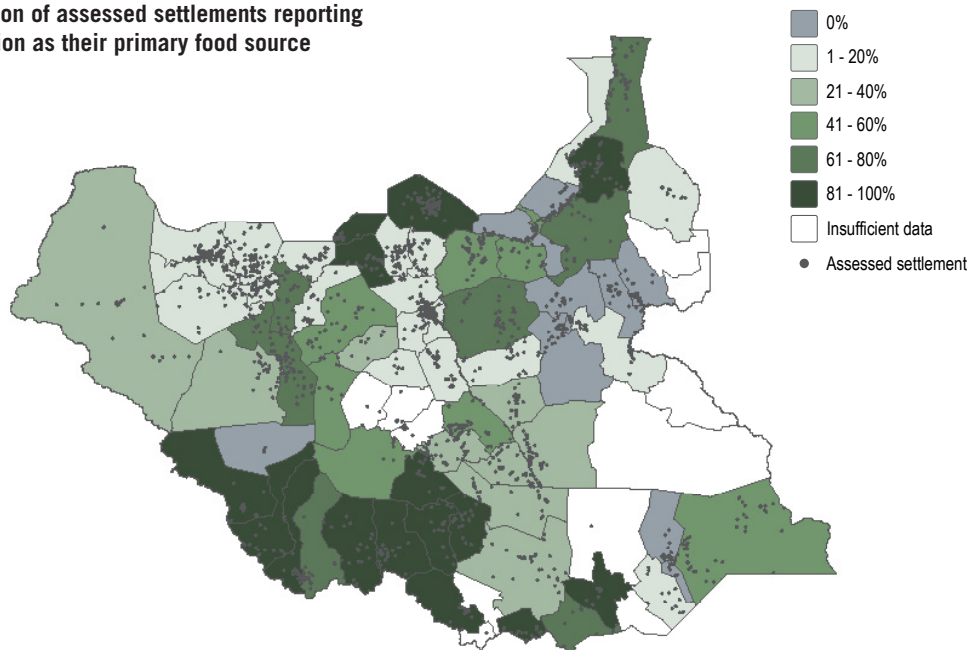 on of assessed settlements reporting
ion as their primary food source
0%
1 - 20%
21 - 40%
41 - 60%
61 - 80%
81 - 100%
Insufficient data
Assessed settlement